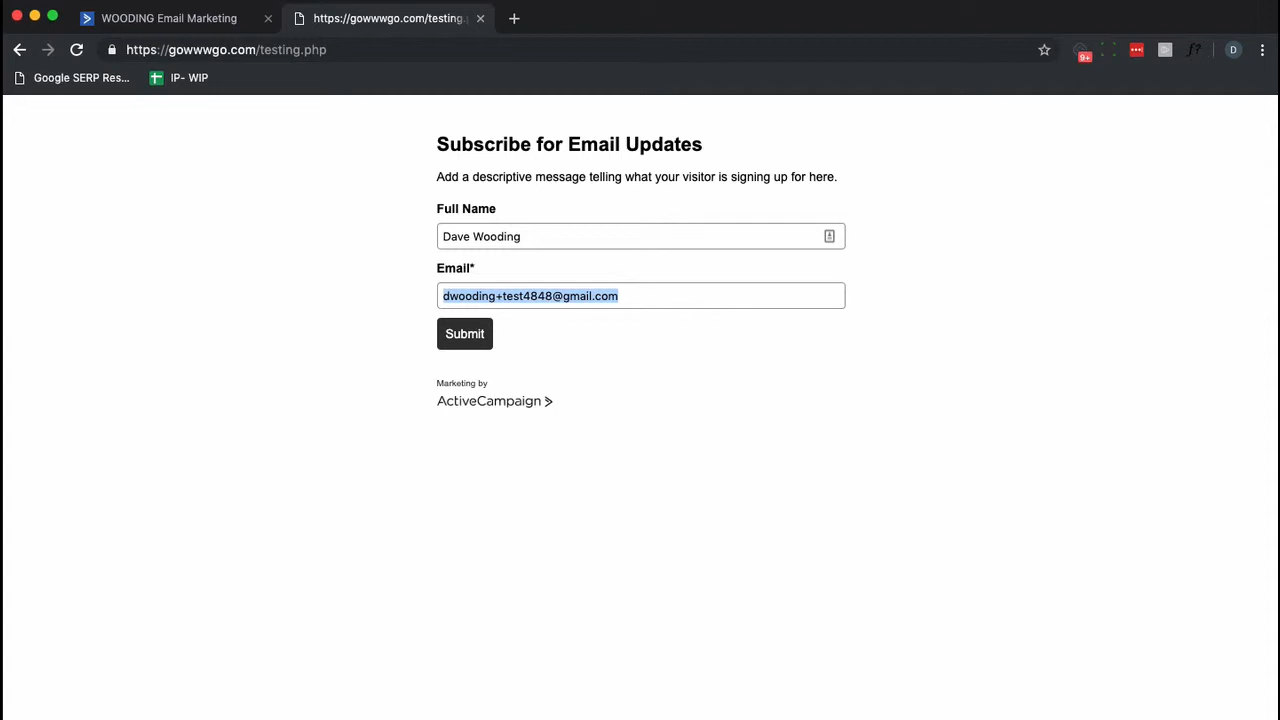 WOODING Email Marketing
https://gowwwgo.com/testing.
https://gowwwgo.com/testing.php
9+
D
Google SERP Res...
IP- WIP
Subscribe for Email Updates
Add a descriptive message telling what your visitor is signing up for here.
Full Name
Dave Wooding
Email*
dwooding+test4848@gmail.com
Submit
Marketing by
ActiveCampaign >